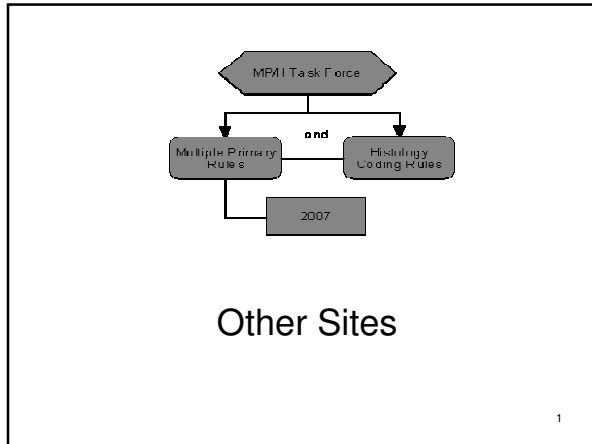 MP/H Task Force
and
Multiple Primary
Rules
Histology
Coding Rules
2007
Other Sites
1